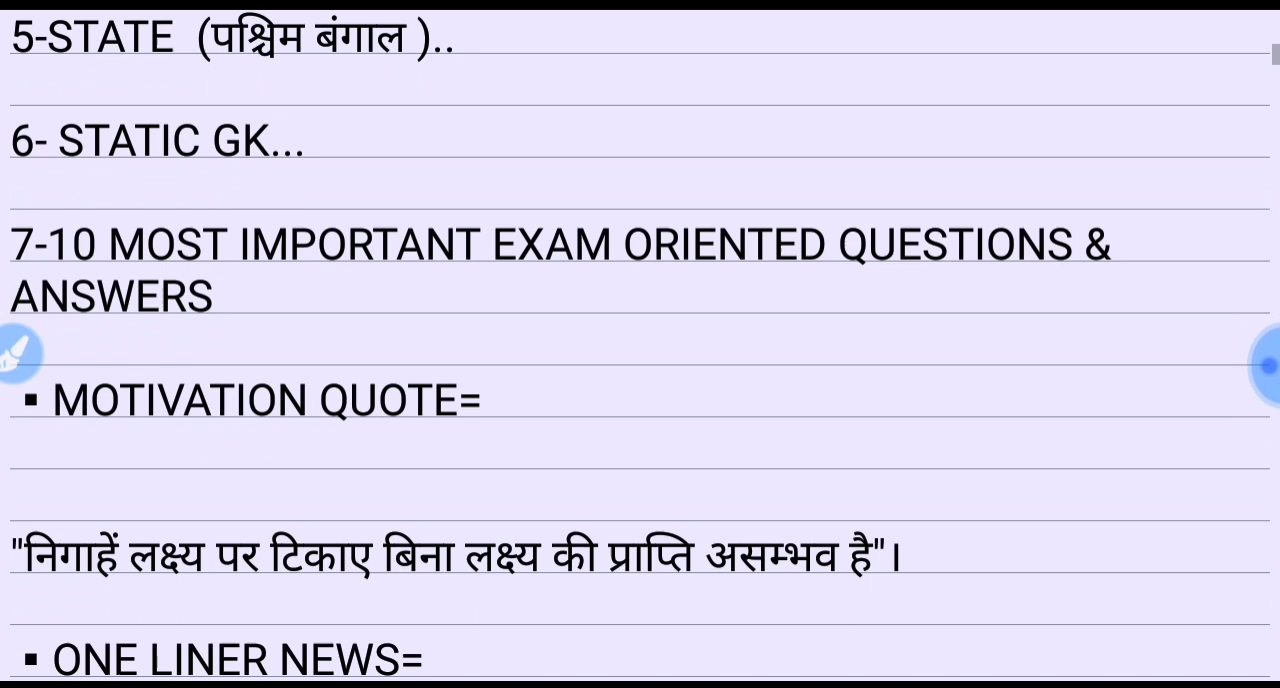 5-STATE (पश्चिम बंगाल )..
6- STATIC GK...
7-10 MOST IMPORTANT EXAM ORIENTED QUESTIONS &
ANSWERS
▪ MOTIVATION QUOTE=
"निगाहें लक्ष्य पर टिकाए बिना लक्ष्य की प्राप्ति असम्भव है"।
▪ ONE LINER NEWS=